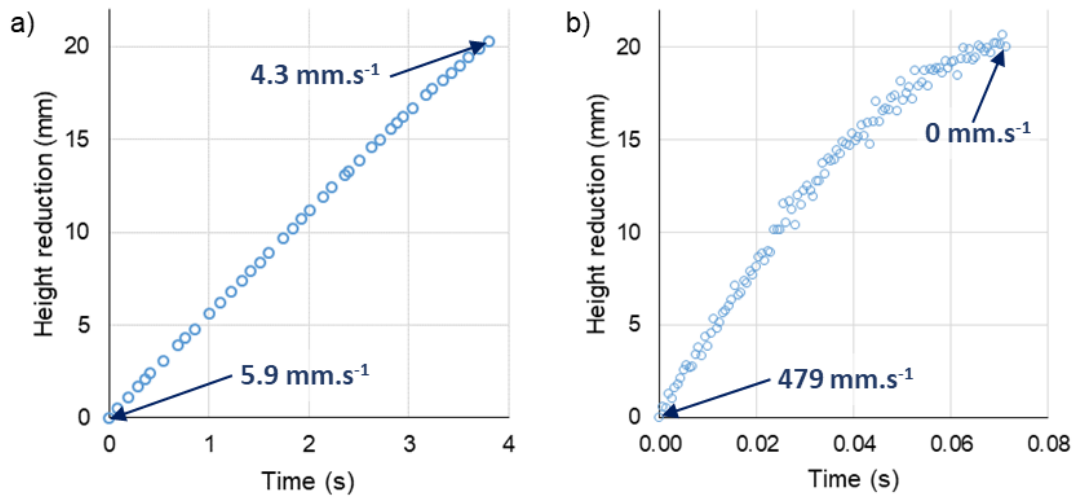 a)
20
15
10
5
0
0
1
2
3
4
Height reduction (mm)
Time (s)
4.3 mm.s⁻¹
5.9 mm.s⁻¹
b)
20
15
10
5
0
0.00
0.02
0.04
0.06
0.08
Height reduction (mm)
Time (s)
0 mm.s⁻¹
479 mm.s⁻¹